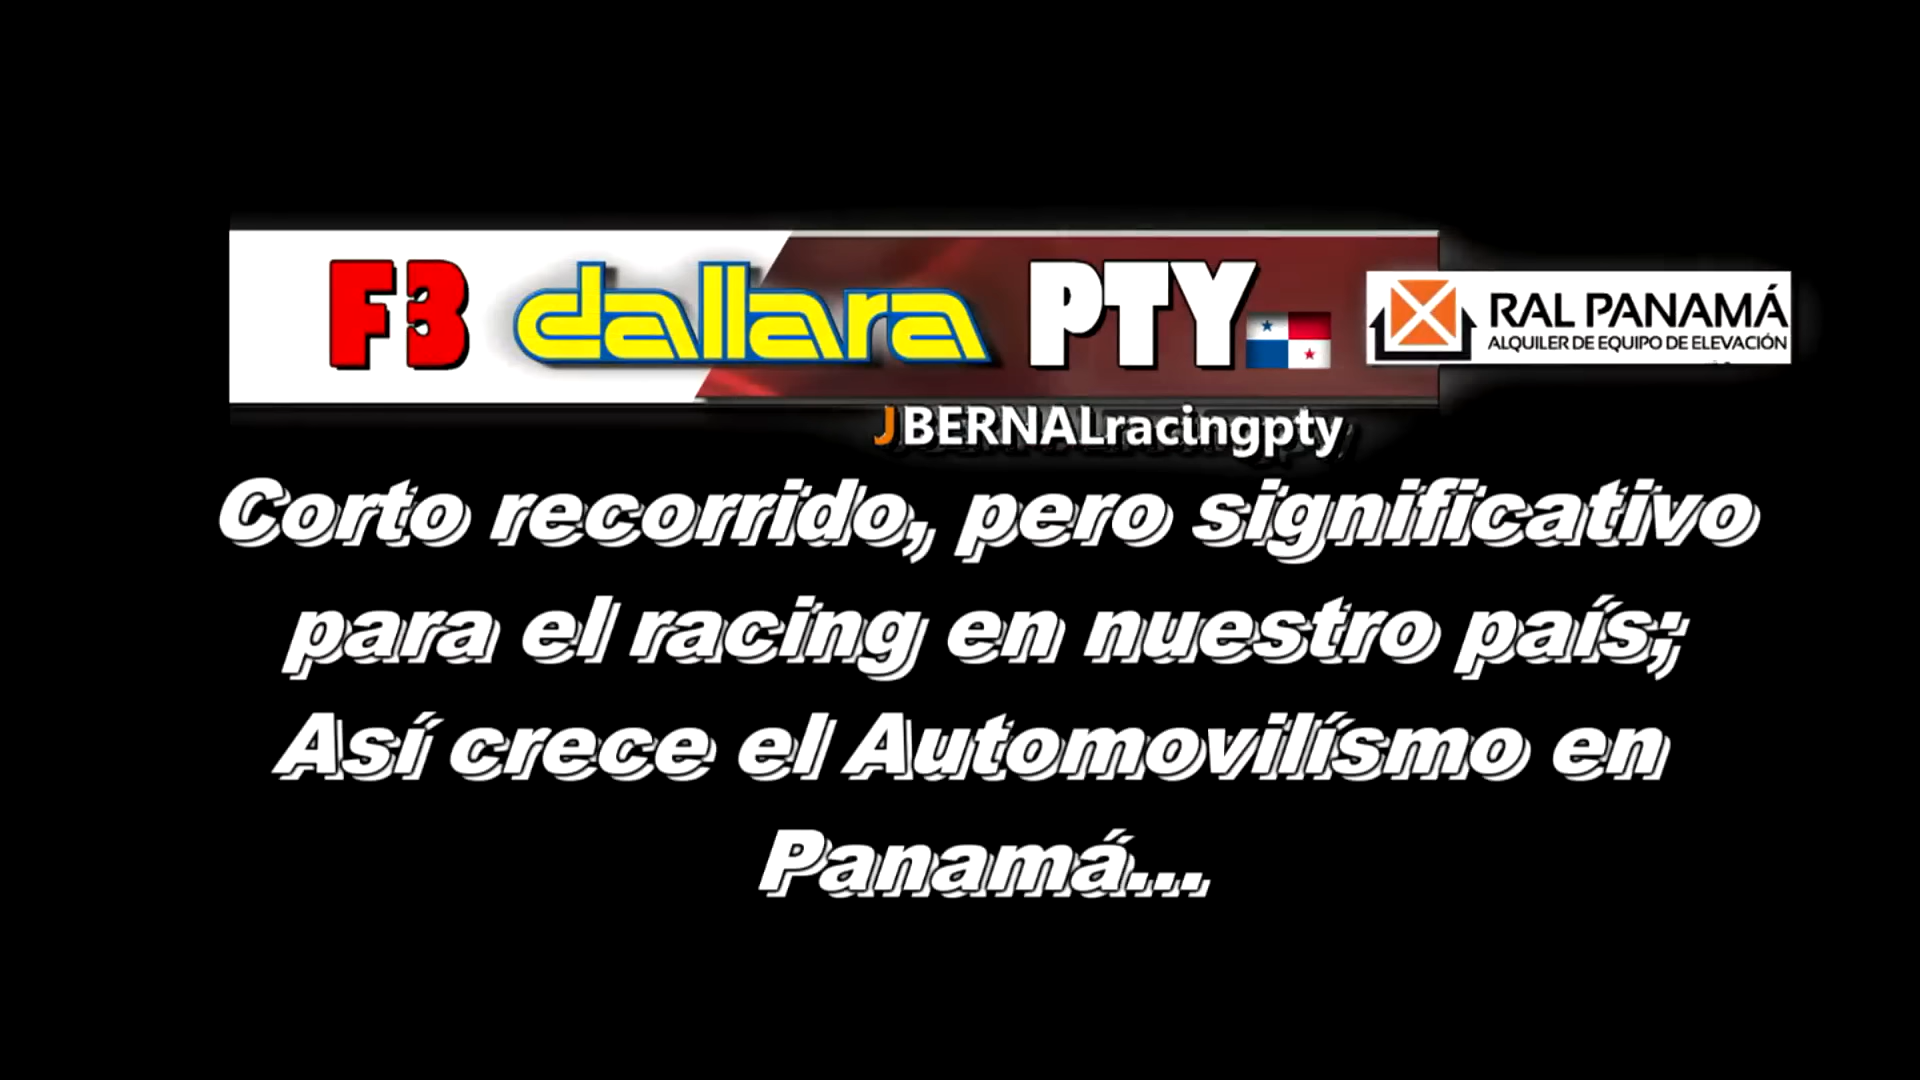 F3 dallara PTY
RAL PANAMÁ
ALQUILER DE EQUIPO DE ELEVACIÓN
JBERNALracingpty
Corto recorrido, pero significativo
para el racing en nuestro país;
Así crece el Automovilísmo en
Panamá...